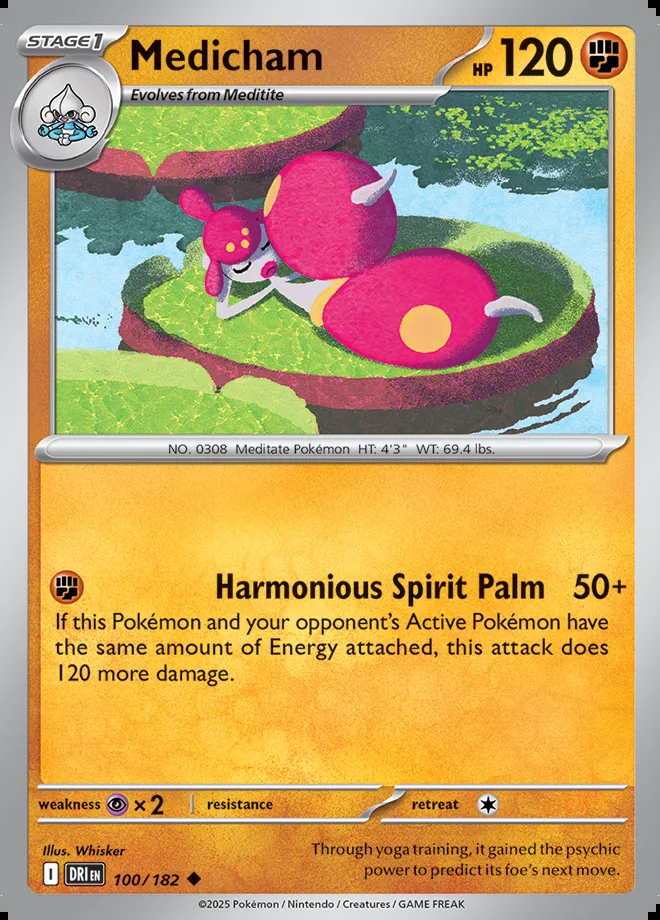 STAGE 1
Medicham
HP 120
Evolves from Meditite
NO. 0308 Meditate Pokémon HT: 4'3" WT: 69.4 lbs.
Harmonious Spirit Palm 50+
If this Pokémon and your opponent's Active Pokémon have
the same amount of Energy attached, this attack does
120 more damage.
weakness ×2 resistance retreat
Illus. Whisker
Through yoga training, it gained the psychic
power to predict its foe's next move.
I DRI EN 100/182
©2025 Pokémon / Nintendo / Creatures / GAME FREAK